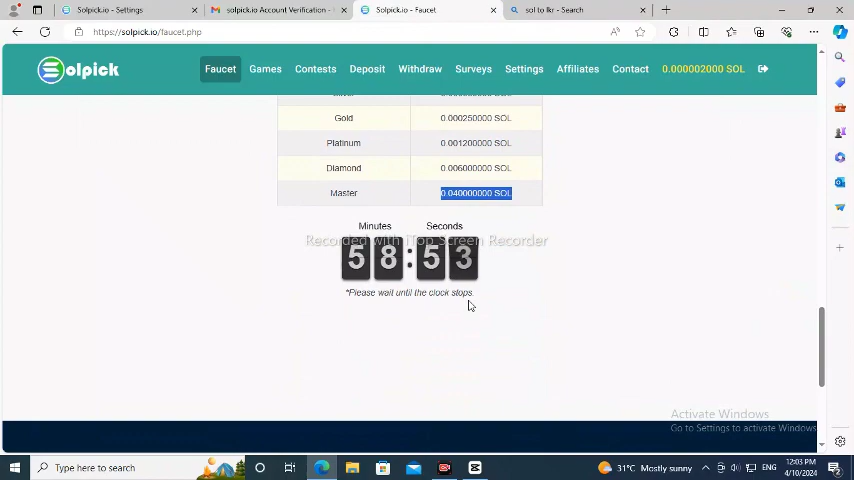 Solpick.io - Settings
solpick.io Account Verification -
Solpick.io - Faucet
sol to lkr - Search
https://solpick.io/faucet.php
Solpick
Faucet Games Contests Deposit Withdraw Surveys Settings Affiliates Contact 0.000002000 SOL
Gold 0.000250000 SOL
Platinum 0.001200000 SOL
Diamond 0.006000000 SOL
Master 0.040000000 SOL
Minutes Seconds
Recorded with iTop Screen Recorder
58:53
*Please wait until the clock stops.
Activate Windows
Go to Settings to activate Windows.
Type here to search
31°C Mostly sunny
ENG
12:03 PM
4/10/2024
2